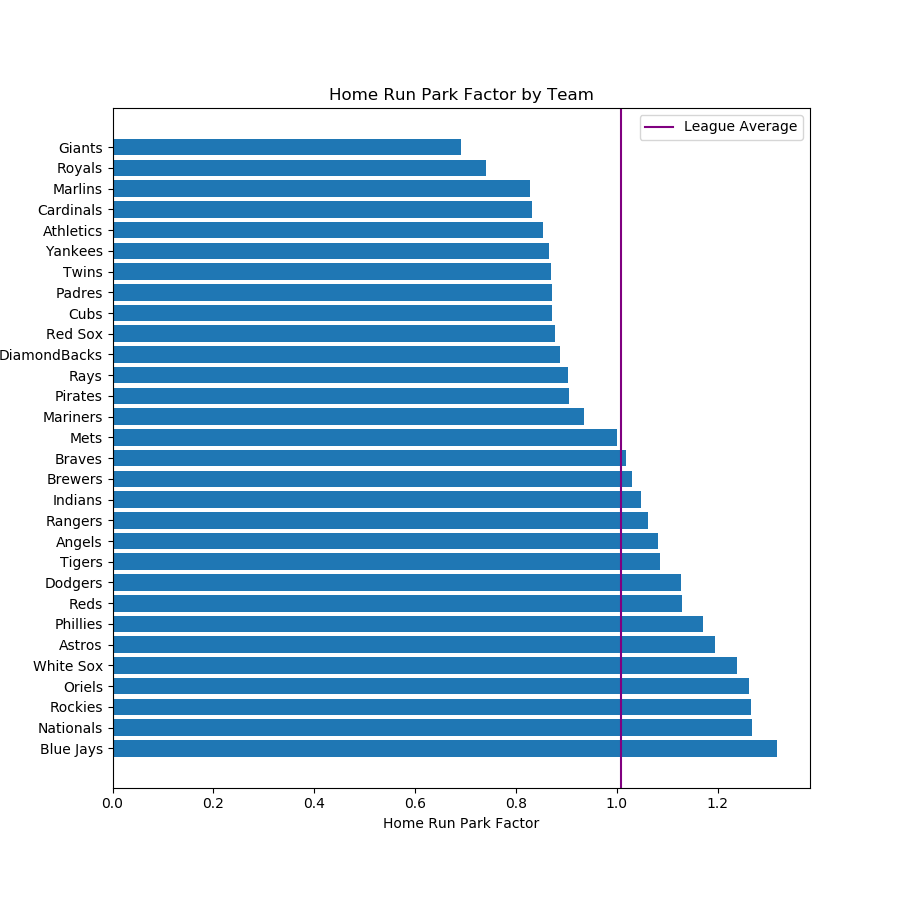 Home Run Park Factor by Team
League Average
Giants
Royals
Marlins
Cardinals
Athletics
Yankees
Twins
Padres
Cubs
Red Sox
DiamondBacks
Rays
Pirates
Mariners
Mets
Braves
Brewers
Indians
Rangers
Angels
Tigers
Dodgers
Reds
Phillies
Astros
White Sox
Oriels
Rockies
Nationals
Blue Jays
0.0 0.2 0.4 0.6 0.8 1.0 1.2
Home Run Park Factor